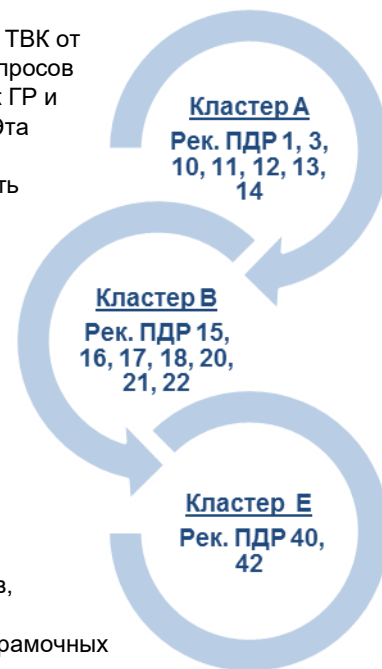 ТВК от
просов
ГР и
Эта
ть
Кластер А
Рек. ПДР 1, 3,
10, 11, 12, 13,
14
Кластер В
Рек. ПДР 15,
16, 17, 18, 20,
21, 22
Кластер Е
Рек. ПДР 40,
42
в,
рамочных